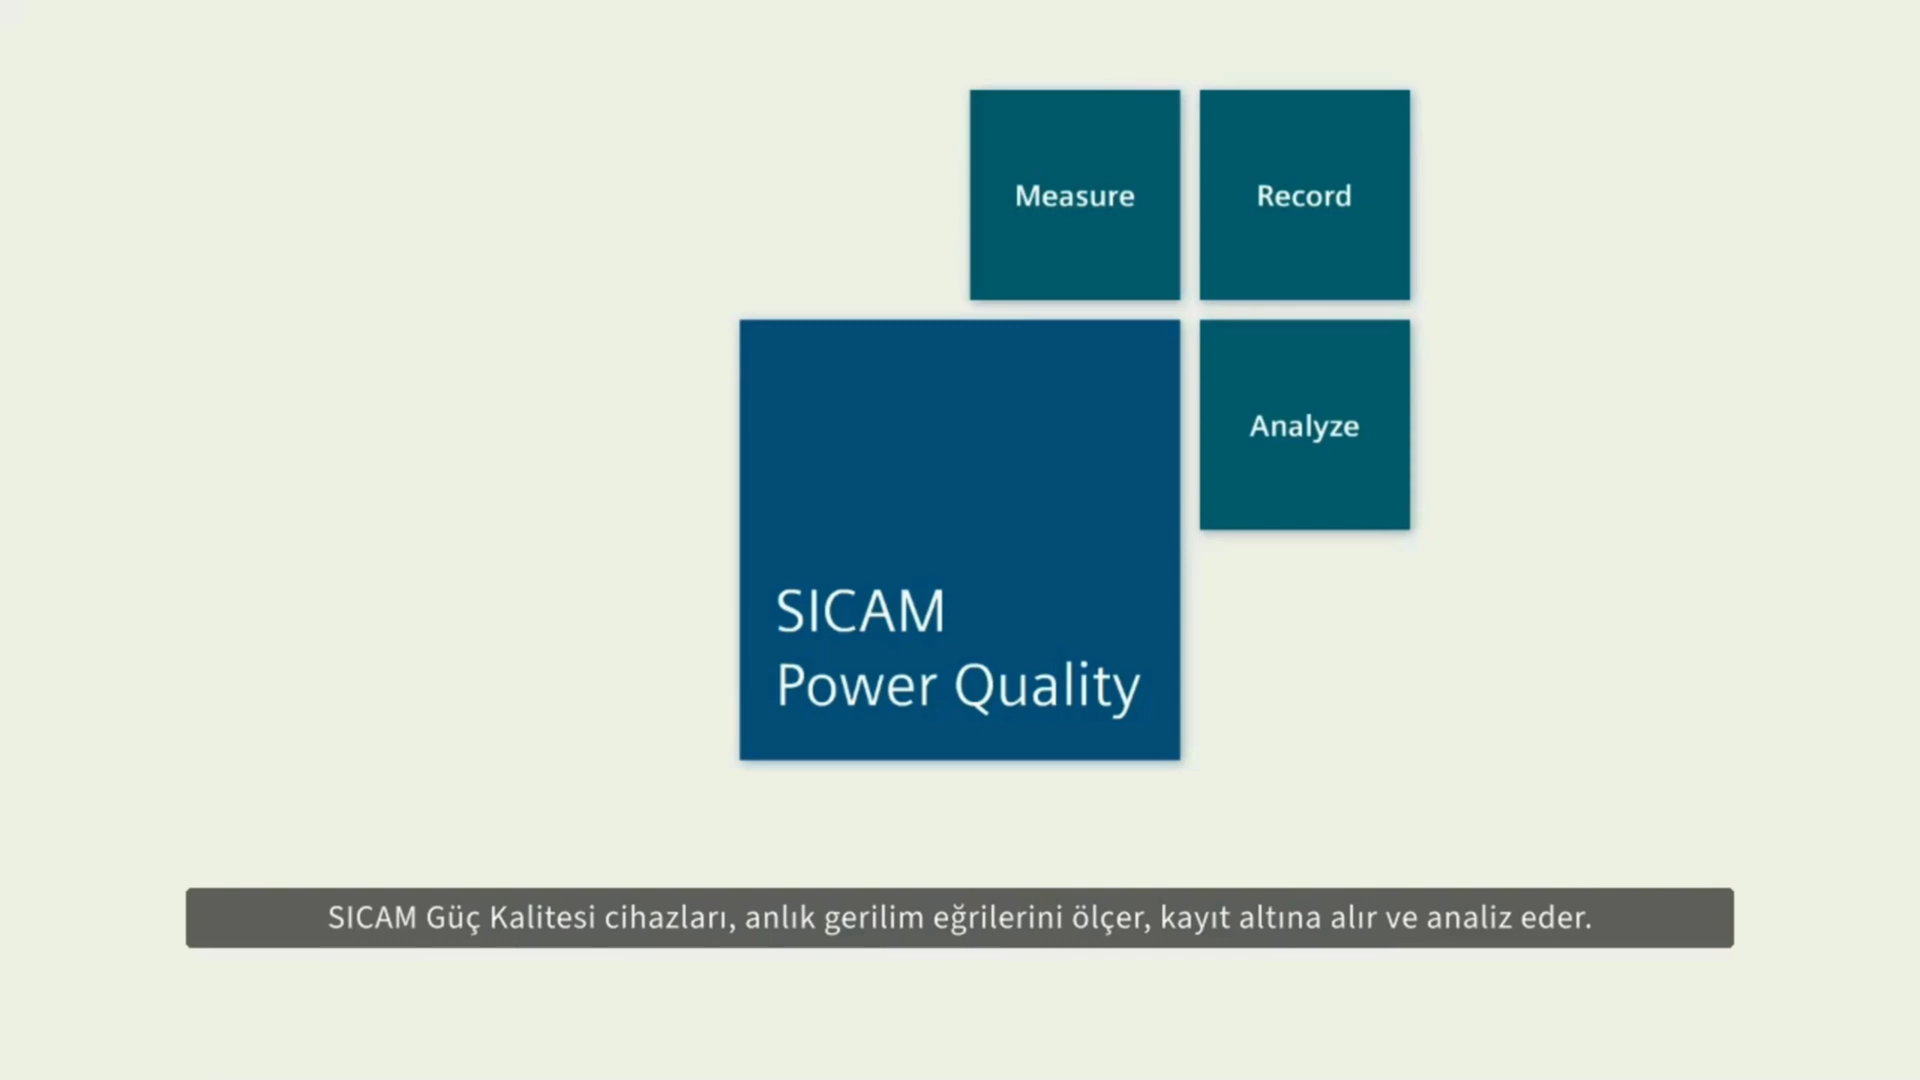 Measure
Record
Analyze
SICAM
Power Quality
SICAM Güç Kalitesi cihazları, anlık gerilim eğrilerini ölçer, kayıt altına alır ve analiz eder.